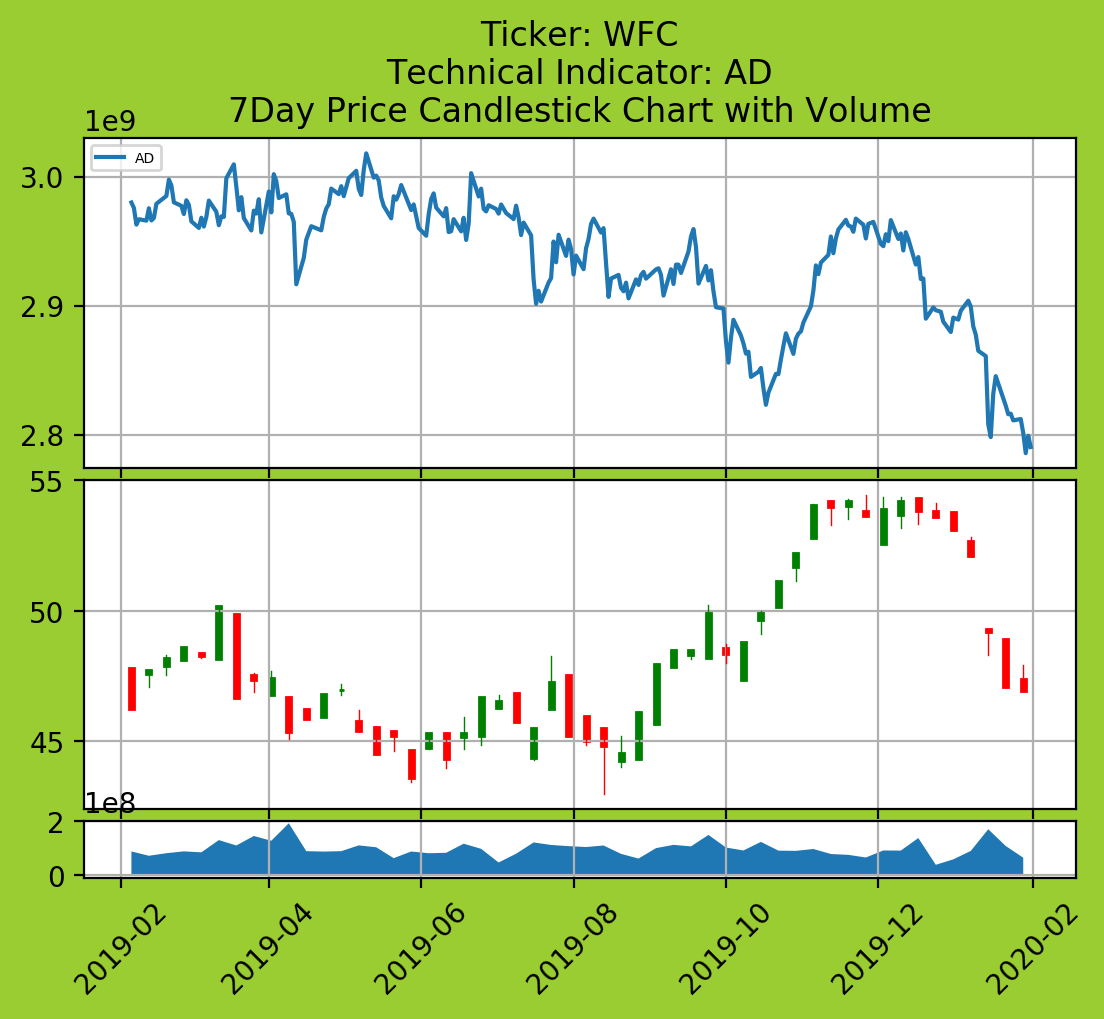 Ticker: WFC
Technical Indicator: AD
7Day Price Candlestick Chart with Volume
1e9
AD
3.0
2.9
2.8
55
50
45
1e8
2
0
2019-02
2019-04
2019-06
2019-08
2019-10
2019-12
2020-02